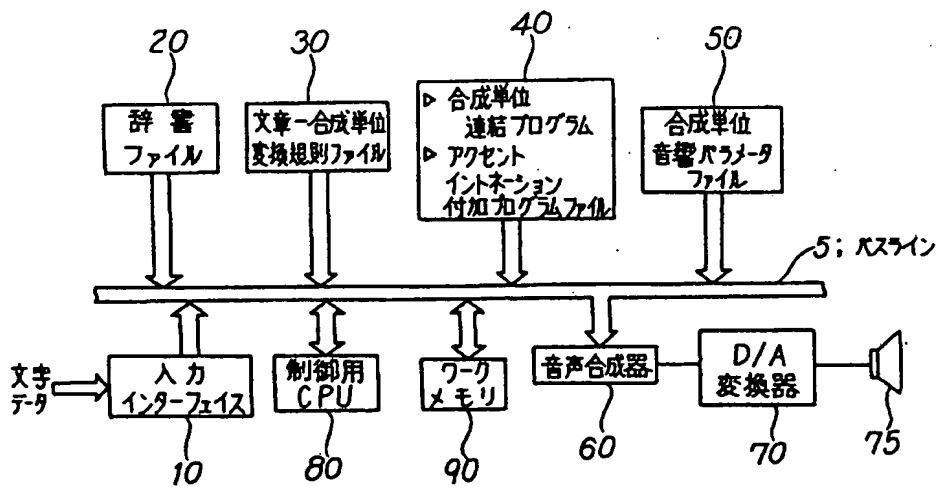 20
30
40
50
辞書
ファイル
文章-合成単位
変換規則ファイル
▷ 合成単位
連結プログラム
▷ アクセント
イントネーション
付加プログラムファイル
合成単位
音響パラメータ
ファイル
5; バスライン
文字
データ
入力
インターフェイス
制御用
CPU
ワーク
メモリ
音声合成器
D/A
変換器
10
80
90
60
70
75